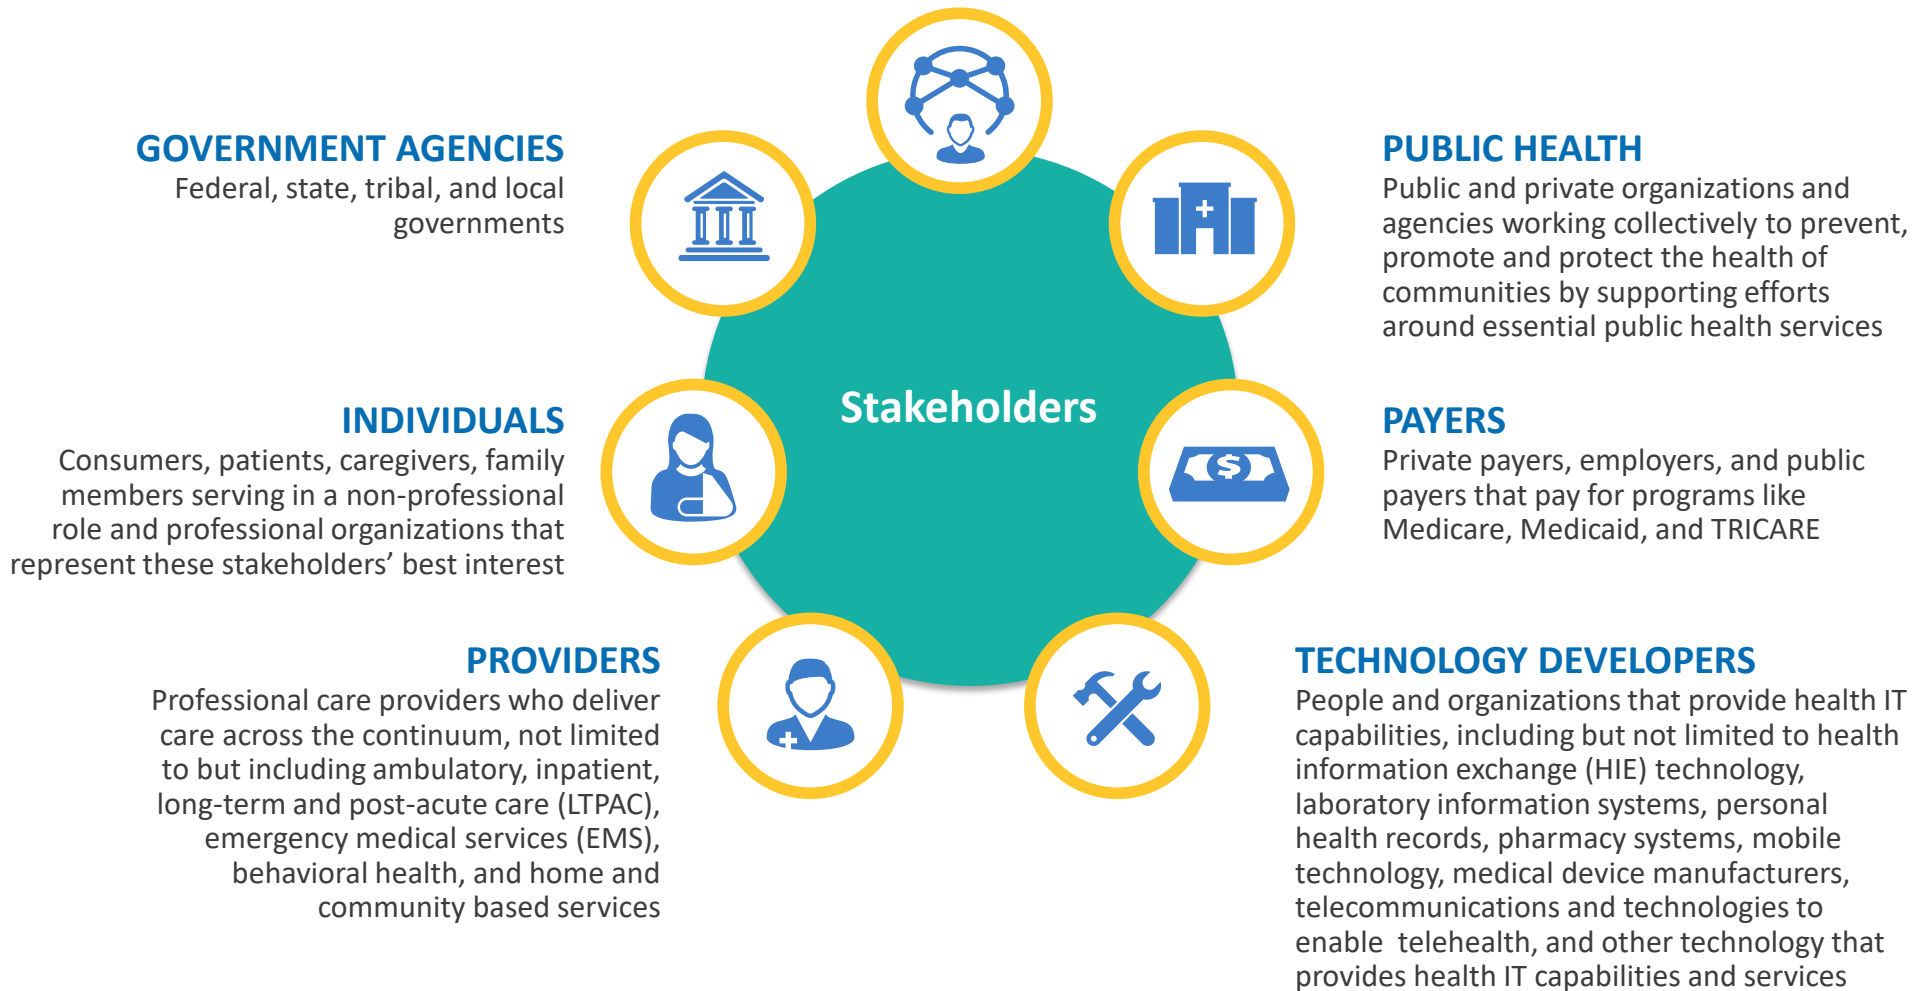 GOVERNMENT AGENCIES
Federal, state, tribal, and local
governments
INDIVIDUALS
Consumers, patients, caregivers, family
members serving in a non-professional
role and professional organizations that
represent these stakeholders’ best interest
PROVIDERS
Professional care providers who deliver
care across the continuum, not limited
to but including ambulatory, inpatient,
long-term and post-acute care (LTPAC),
emergency medical services (EMS),
behavioral health, and home and
community based services
Stakeholders
$
PUBLIC HEALTH
Public and private organizations and
agencies working collectively to prevent,
promote and protect the health of
communities by supporting efforts
around essential public health services
PAYERS
Private payers, employers, and public
payers that pay for programs like
Medicare, Medicaid, and TRICARE
TECHNOLOGY DEVELOPERS
People and organizations that provide health IT
capabilities, including but not limited to health
information exchange (HIE) technology,
laboratory information systems, personal
health records, pharmacy systems, mobile
technology, medical device manufacturers,
telecommunications and technologies to
enable  telehealth, and other technology that
provides health IT capabilities and services